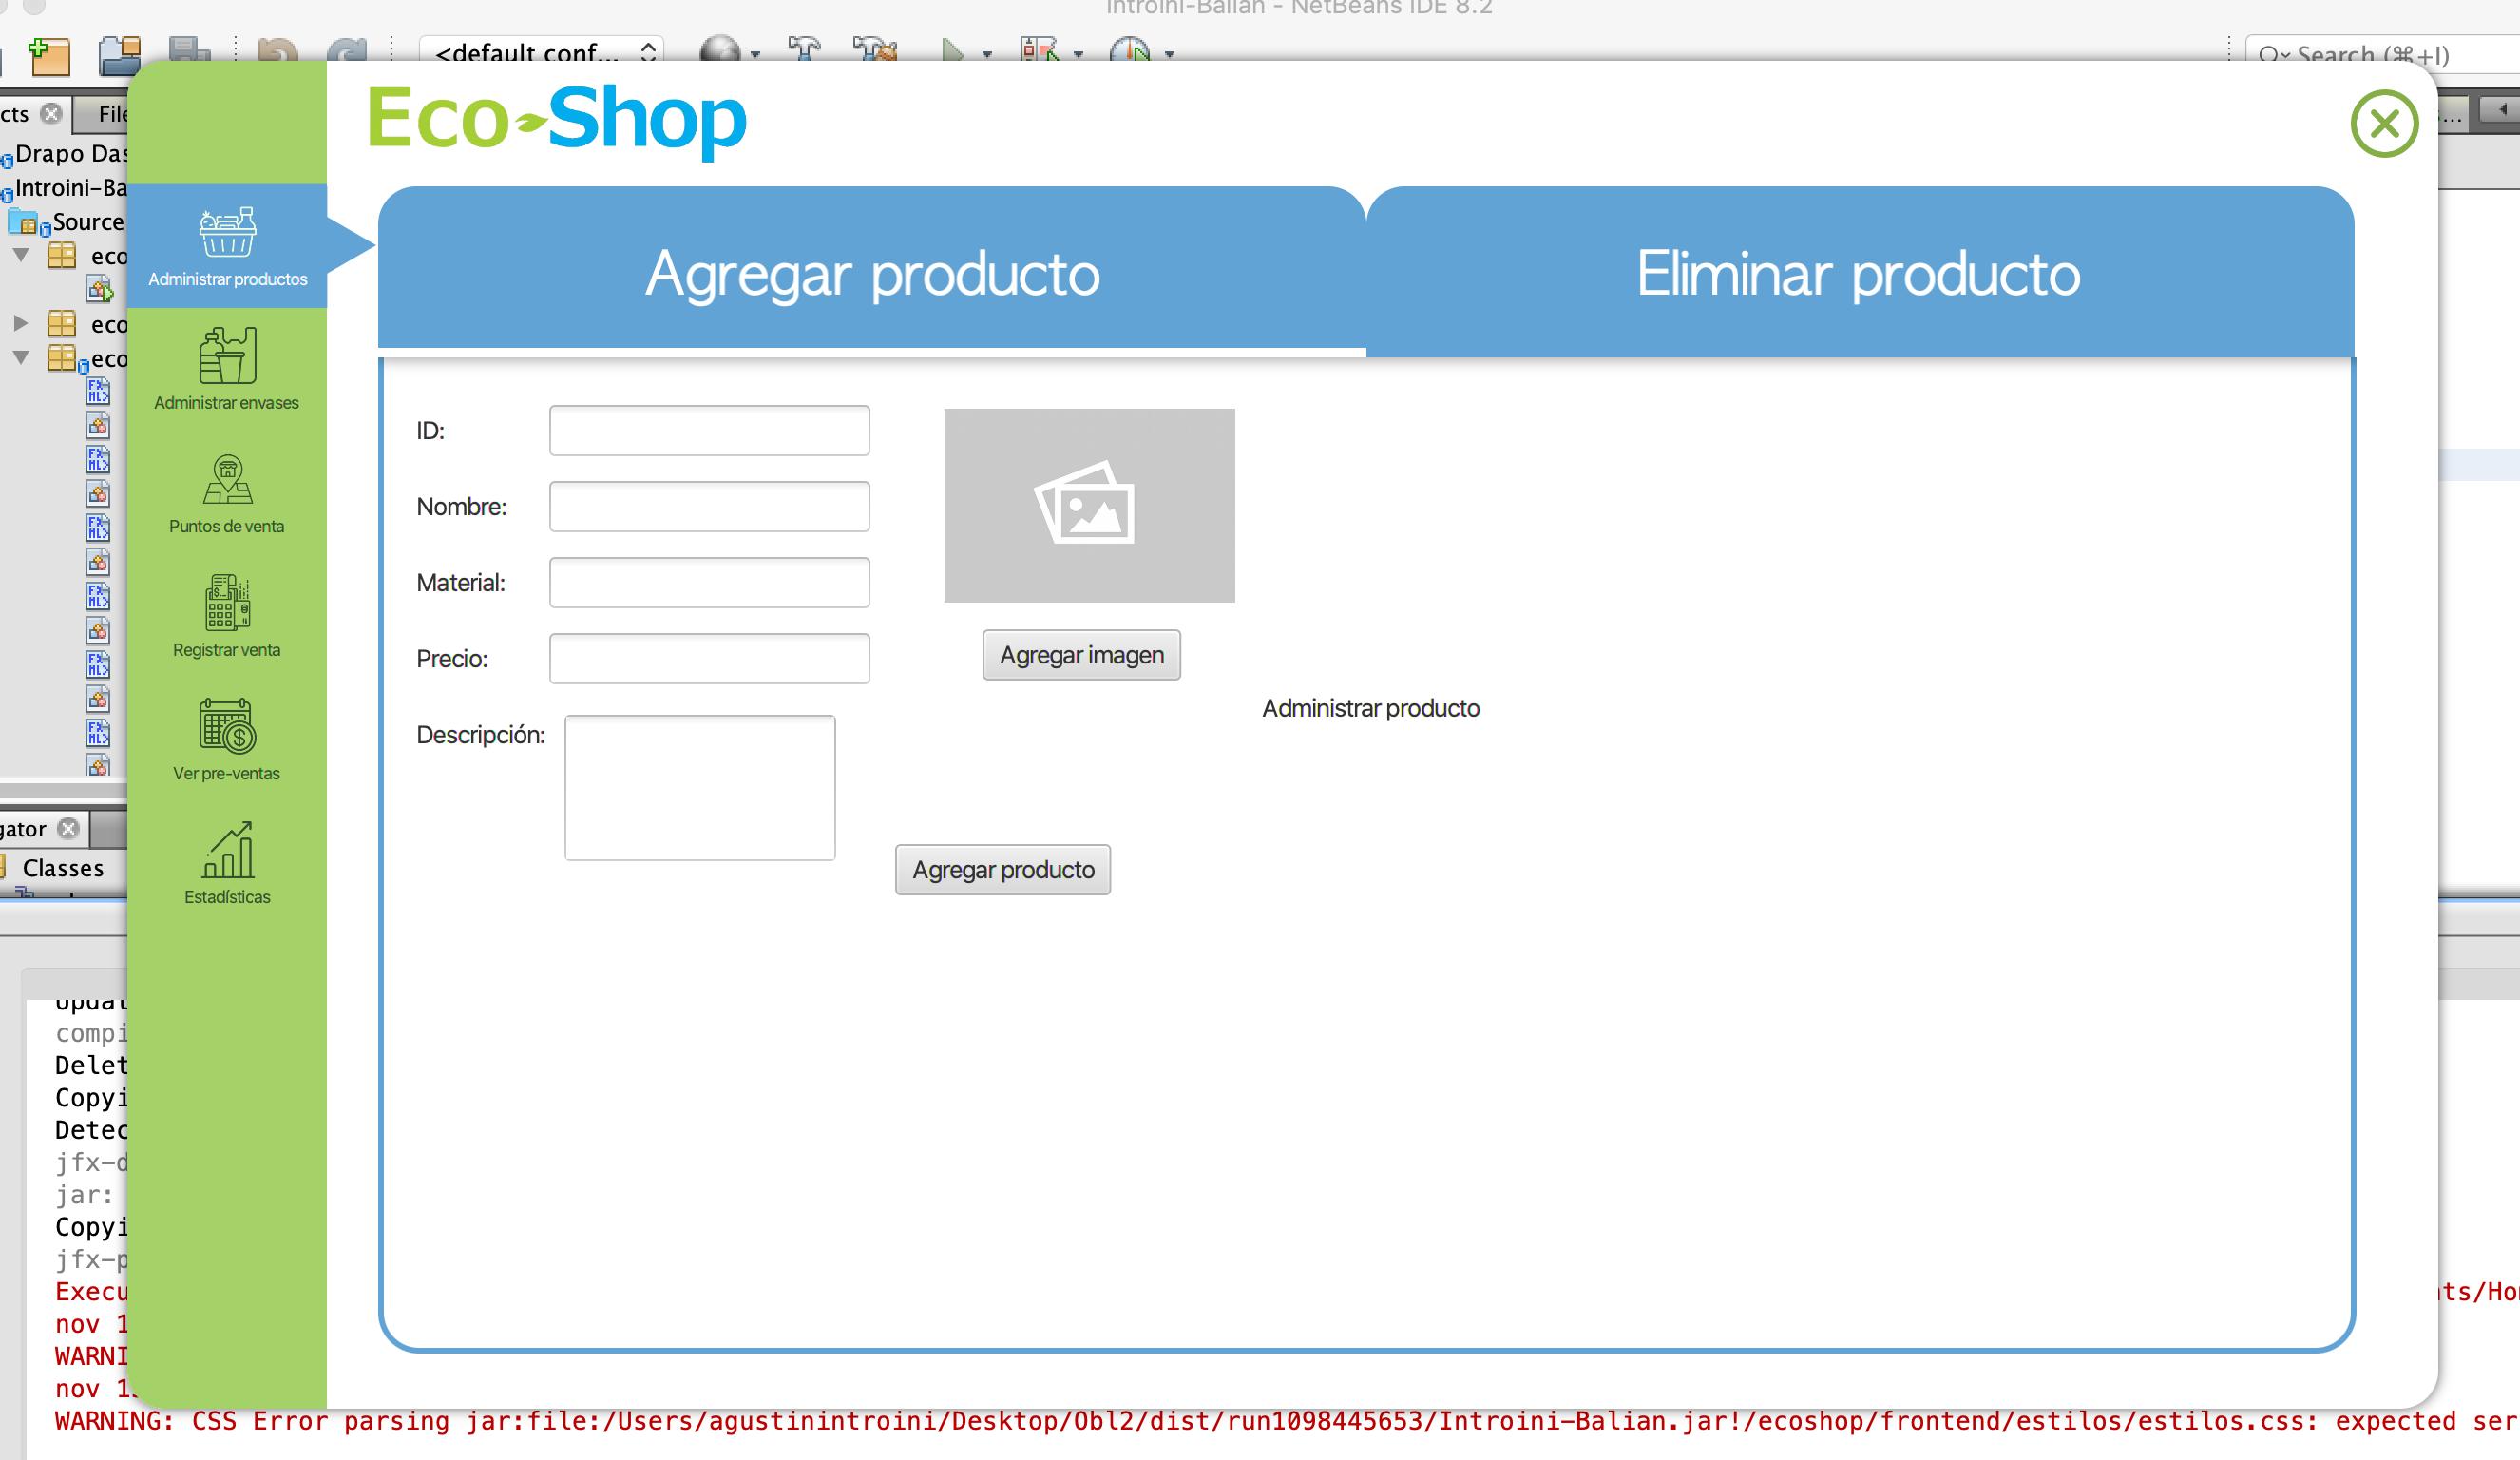 Introini-Balian - NetBeans IDE 8.2
<default conf...
Search (⌘+I)
cts
File
...
Drapo Das
Introini-Ba
Source
eco
eco
eco
Eco-Shop
Administrar productos
Administrar envases
Puntos de venta
Registrar venta
Ver pre-ventas
Estadísticas
Agregar producto
Eliminar producto
ID:
Nombre:
Material:
Precio:
Descripción:
Agregar imagen
Administrar producto
Agregar producto
gator
Classes
Updat
compi
Delet
Copyi
Detec
jfx-d
jar:
Copyi
jfx-p
Execu
nts/Ho
nov 1
WARNI
nov 1
WARNING: CSS Error parsing jar:file:/Users/agustinintroini/Desktop/Obl2/dist/run1098445653/Introini-Balian.jar!/ecoshop/frontend/estilos/estilos.css: expected ser